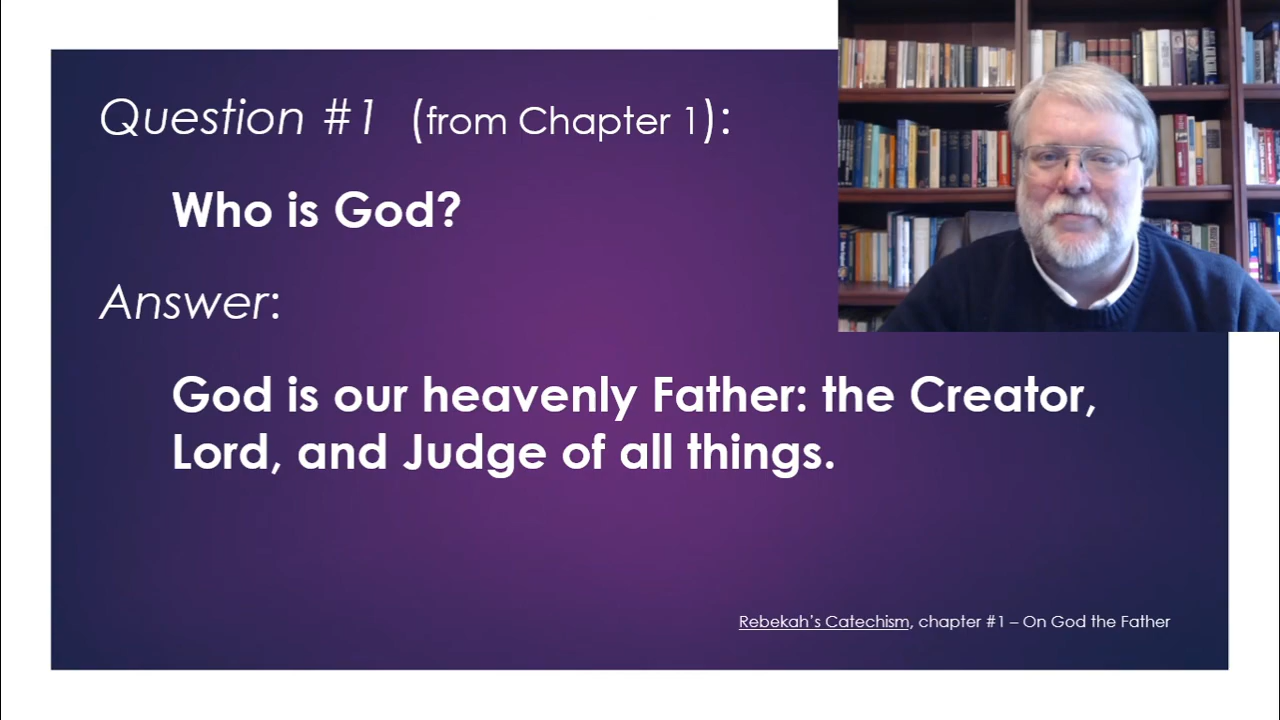 Question #1 (from Chapter 1):
Who is God?
Answer:
God is our heavenly Father: the Creator,
Lord, and Judge of all things.
Rebekah’s Catechism, chapter #1 – On God the Father